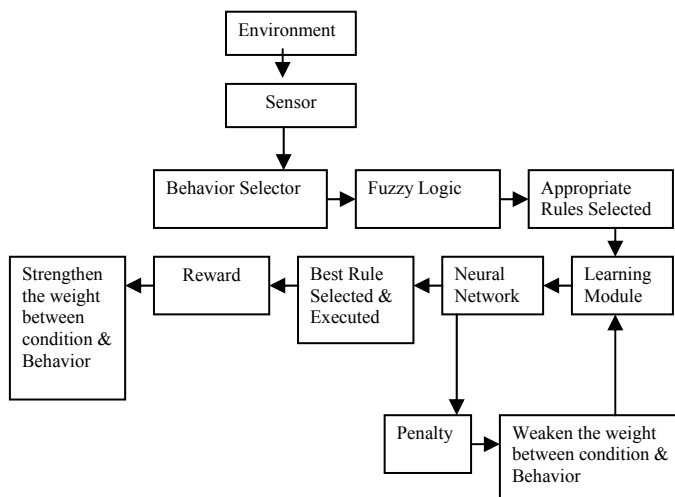 Environment
Sensor
Behavior Selector
Fuzzy Logic
Appropriate
Rules Selected
Strengthen
the weight
between
condition &
Behavior
Reward
Best Rule
Selected &
Executed
Neural
Network
Learning
Module
Penalty
Weaken the weight
between condition &
Behavior